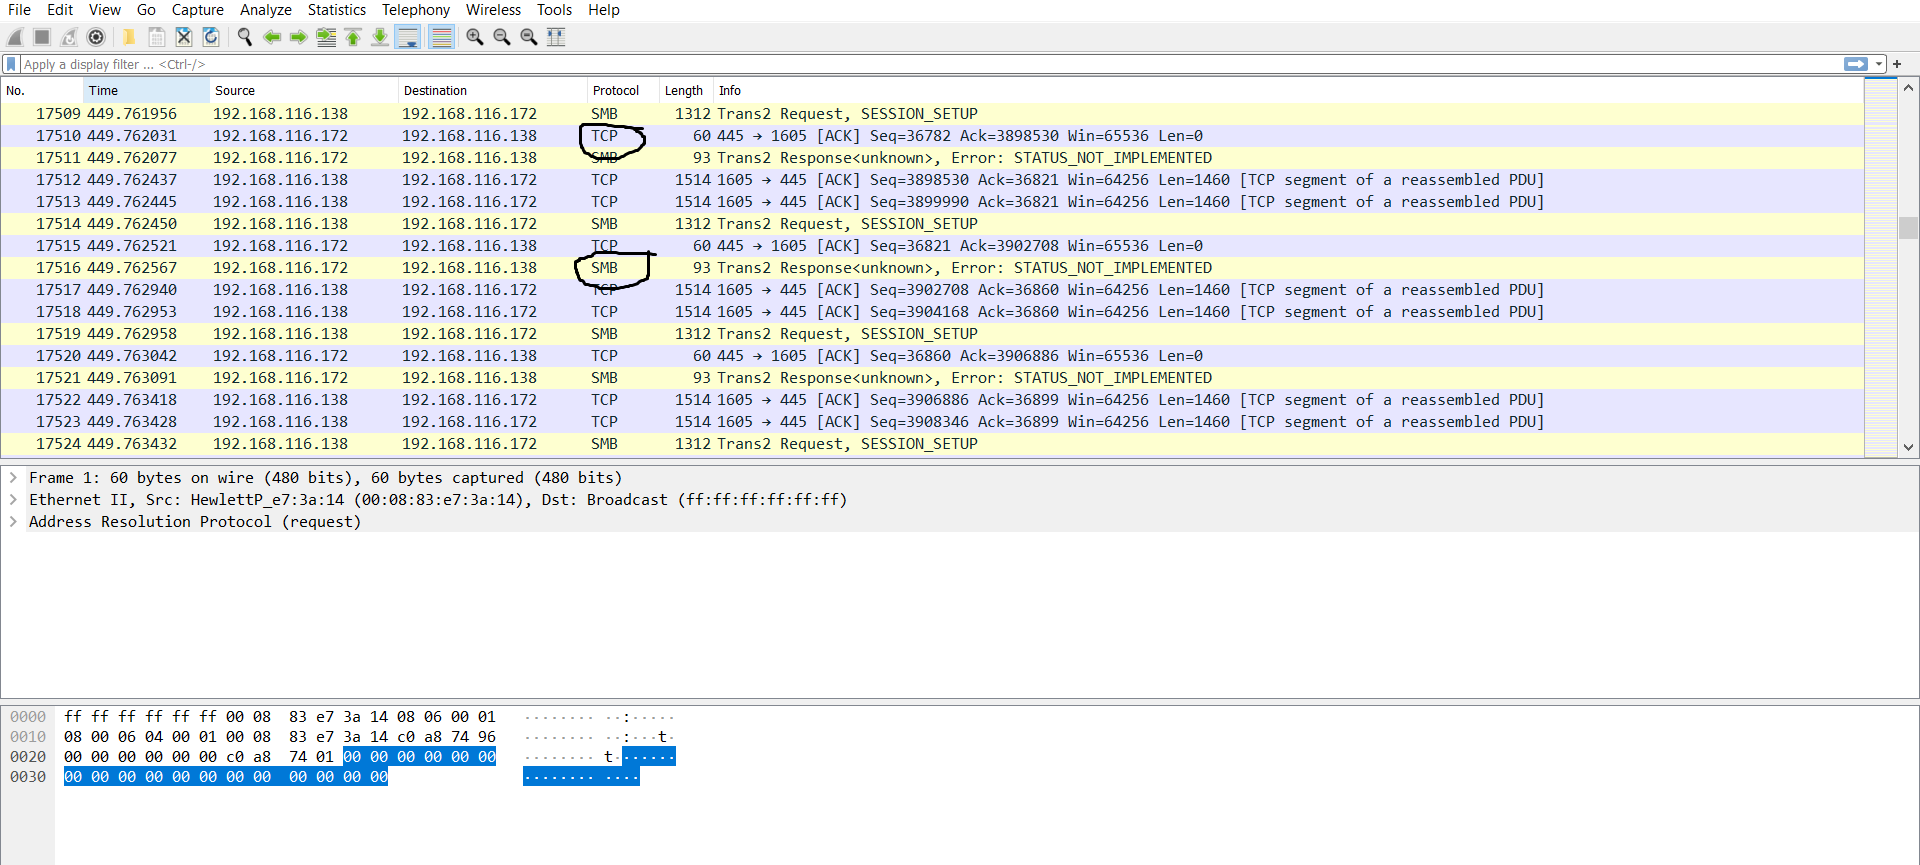 File Edit View Go Capture Analyze Statistics Telephony Wireless Tools Help
Apply a display filter ... <Ctrl-/>
No. Time Source Destination Protocol Length Info
17509 449.761956 192.168.116.138 192.168.116.172 SMB 1312 Trans2 Request, SESSION_SETUP
17510 449.762031 192.168.116.172 192.168.116.138 TCP 60 445 → 1605 [ACK] Seq=36782 Ack=3898530 Win=65536 Len=0
17511 449.762077 192.168.116.172 192.168.116.138 SMB 93 Trans2 Response<unknown>, Error: STATUS_NOT_IMPLEMENTED
17512 449.762437 192.168.116.138 192.168.116.172 TCP 1514 1605 → 445 [ACK] Seq=3898530 Ack=36821 Win=64256 Len=1460 [TCP segment of a reassembled PDU]
17513 449.762445 192.168.116.138 192.168.116.172 TCP 1514 1605 → 445 [ACK] Seq=3899990 Ack=36821 Win=64256 Len=1460 [TCP segment of a reassembled PDU]
17514 449.762450 192.168.116.138 192.168.116.172 SMB 1312 Trans2 Request, SESSION_SETUP
17515 449.762521 192.168.116.172 192.168.116.138 TCP 60 445 → 1605 [ACK] Seq=36821 Ack=3902708 Win=65536 Len=0
17516 449.762567 192.168.116.172 192.168.116.138 SMB 93 Trans2 Response<unknown>, Error: STATUS_NOT_IMPLEMENTED
17517 449.762940 192.168.116.138 192.168.116.172 TCP 1514 1605 → 445 [ACK] Seq=3902708 Ack=36860 Win=64256 Len=1460 [TCP segment of a reassembled PDU]
17518 449.762953 192.168.116.138 192.168.116.172 TCP 1514 1605 → 445 [ACK] Seq=3904168 Ack=36860 Win=64256 Len=1460 [TCP segment of a reassembled PDU]
17519 449.762958 192.168.116.138 192.168.116.172 SMB 1312 Trans2 Request, SESSION_SETUP
17520 449.763042 192.168.116.172 192.168.116.138 TCP 60 445 → 1605 [ACK] Seq=36860 Ack=3906886 Win=65536 Len=0
17521 449.763091 192.168.116.172 192.168.116.138 SMB 93 Trans2 Response<unknown>, Error: STATUS_NOT_IMPLEMENTED
17522 449.763418 192.168.116.138 192.168.116.172 TCP 1514 1605 → 445 [ACK] Seq=3906886 Ack=36899 Win=64256 Len=1460 [TCP segment of a reassembled PDU]
17523 449.763428 192.168.116.138 192.168.116.172 TCP 1514 1605 → 445 [ACK] Seq=3908346 Ack=36899 Win=64256 Len=1460 [TCP segment of a reassembled PDU]
17524 449.763432 192.168.116.138 192.168.116.172 SMB 1312 Trans2 Request, SESSION_SETUP
Frame 1: 60 bytes on wire (480 bits), 60 bytes captured (480 bits)
Ethernet II, Src: HewlettP_e7:3a:14 (00:08:83:e7:3a:14), Dst: Broadcast (ff:ff:ff:ff:ff:ff)
Address Resolution Protocol (request)
0000 ff ff ff ff ff ff 00 08 83 e7 3a 14 08 06 00 01 ········ ··:·····
0010 08 00 06 04 00 01 00 08 83 e7 3a 14 c0 a8 74 96 ········ ··:···t·
0020 00 00 00 00 00 00 c0 a8 74 01 00 00 00 00 00 00 ········ t·······
0030 00 00 00 00 00 00 00 00 00 00 00 00 ········ ····